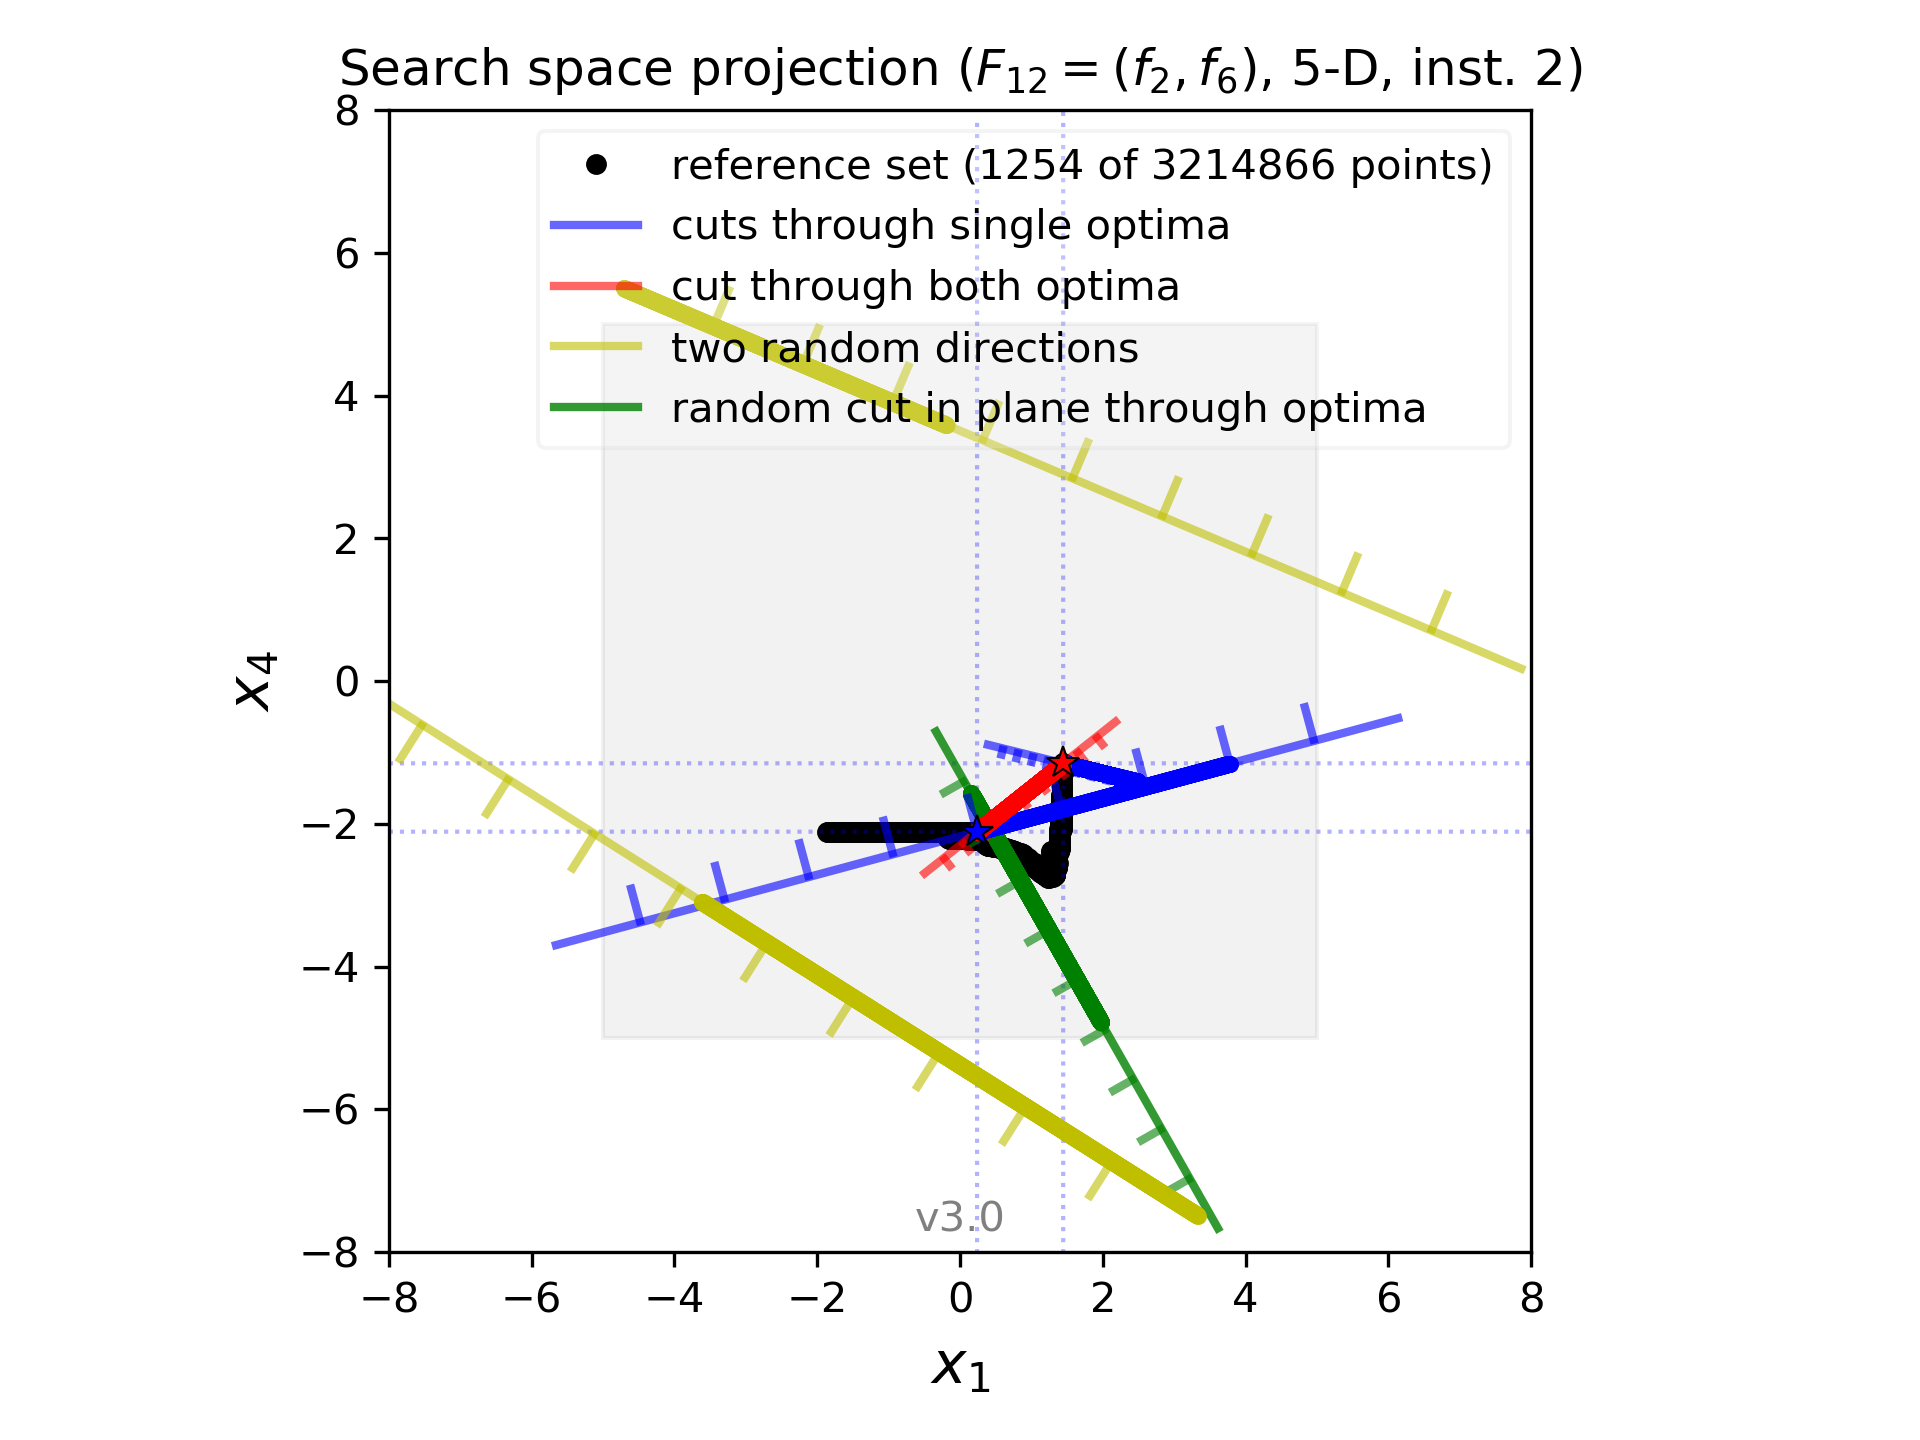 Search space projection (F₁₂ = (f₂, f₆), 5-D, inst. 2)
reference set (1254 of 3214866 points)
cuts through single optima
cut through both optima
two random directions
random cut in plane through optima
8
6
4
2
0
−2
−4
−6
−8
x₄
v3.0
−8 −6 −4 −2 0 2 4 6 8
x₁